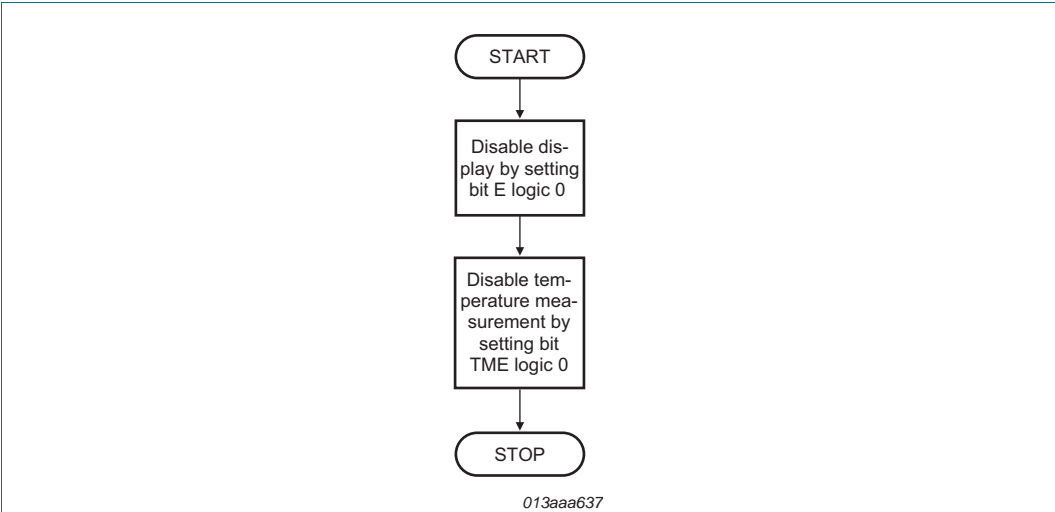 START
Disable dis-
play by setting
bit E logic 0
Disable tem-
perature mea-
surement by
setting bit
TME logic 0
STOP
013aaa637